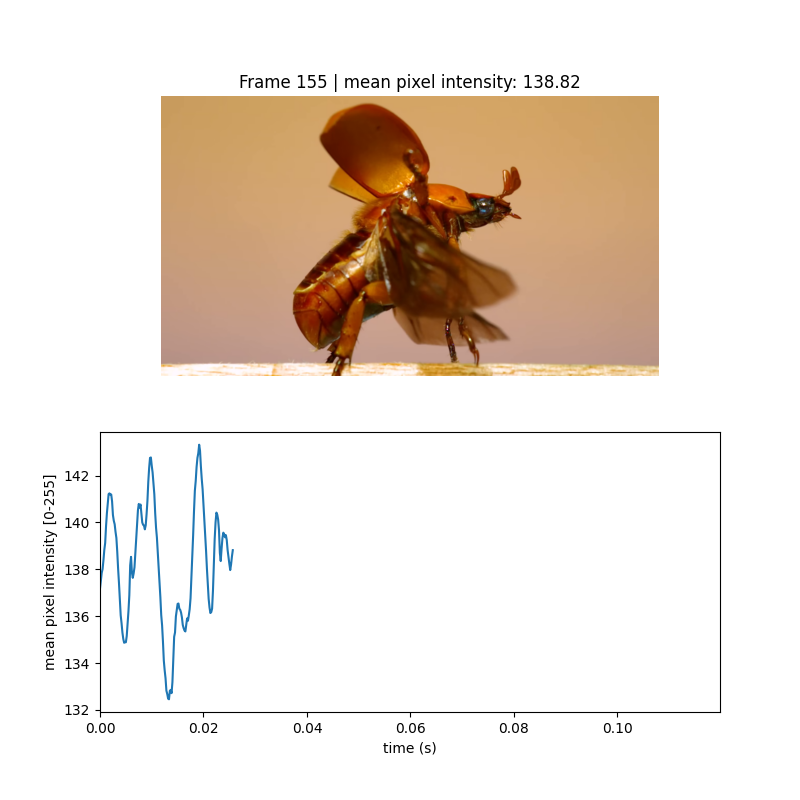 Frame 155 | mean pixel intensity: 138.82
mean pixel intensity [0-255]
142
140
138
136
134
132
0.00 0.02 0.04 0.06 0.08 0.10
time (s)